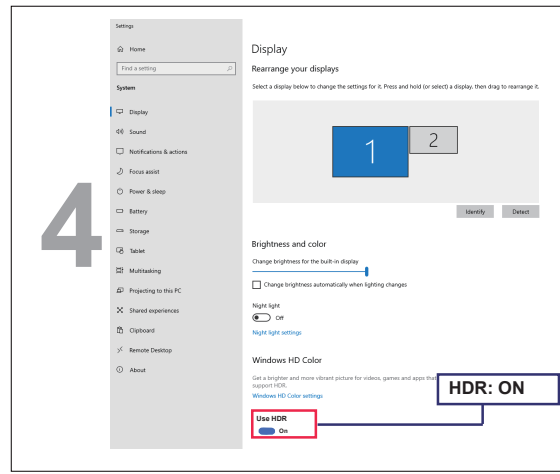 4
Settings
Home
Find a setting
System
Display
Sound
Notifications & actions
Focus assist
Power & sleep
Battery
Storage
Tablet
Multitasking
Projecting to this PC
Shared experiences
Clipboard
Remote Desktop
About
Display
Rearrange your displays
Select a display below to change the settings for it. Press and hold (or select) a display, then drag to rearrange it.
1
2
Identify
Detect
Brightness and color
Change brightness for the built-in display
Change brightness automatically when lighting changes
Night light
Off
Night light settings
Windows HD Color
Get a brighter and more vibrant picture for videos, games and apps that
support HDR.
Windows HD Color settings
HDR: ON
Use HDR
On